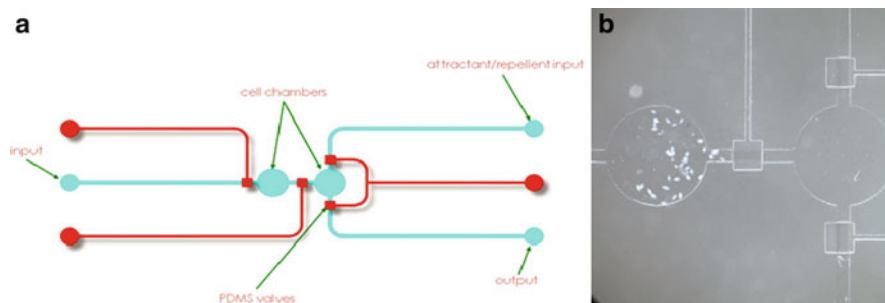 a
b
attractant/repellent input
cell chambers
input
PDMS valves
output